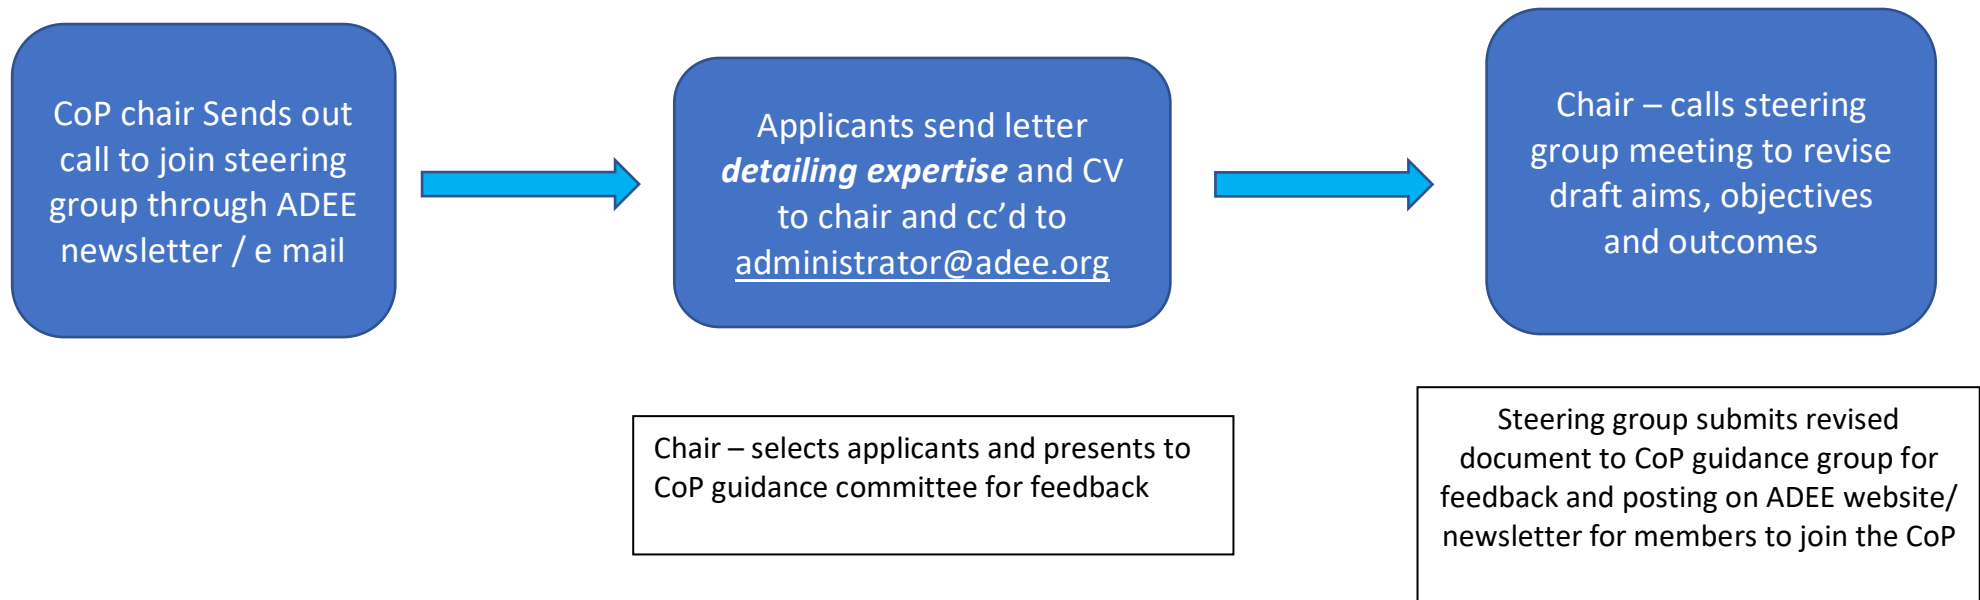 CoP chair Sends out
call to join steering
group through ADEE
newsletter / e mail
Applicants send letter
detailing expertise and CV
to chair and cc’d to
administrator@adee.org
Chair – calls steering
group meeting to revise
draft aims, objectives
and outcomes
Chair – selects applicants and presents to
CoP guidance committee for feedback
Steering group submits revised
document to CoP guidance group for
feedback and posting on ADEE website/
newsletter for members to join the CoP